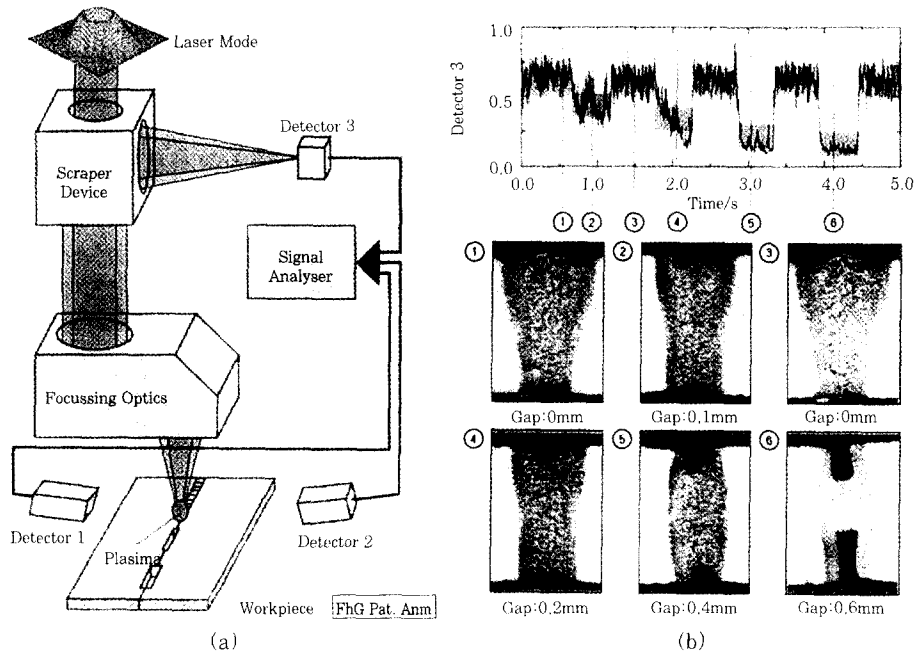 Laser Mode
Detector 3
Scraper
Device
Signal
Analyser
Focussing Optics
Detector 1
Detector 2
Plasima
Workpiece
FhG Pat. Anm
(a)
Detector 3
1.0
0.5
0.0
0.0 1.0 2.0 3.0 4.0 5.0
Time/s
1 2 3 4 5 6
1 2 3
Gap:0mm Gap:0,1mm Gap:0mm
4 5 6
Gap:0,2mm Gap:0,4mm Gap:0,6mm
(b)